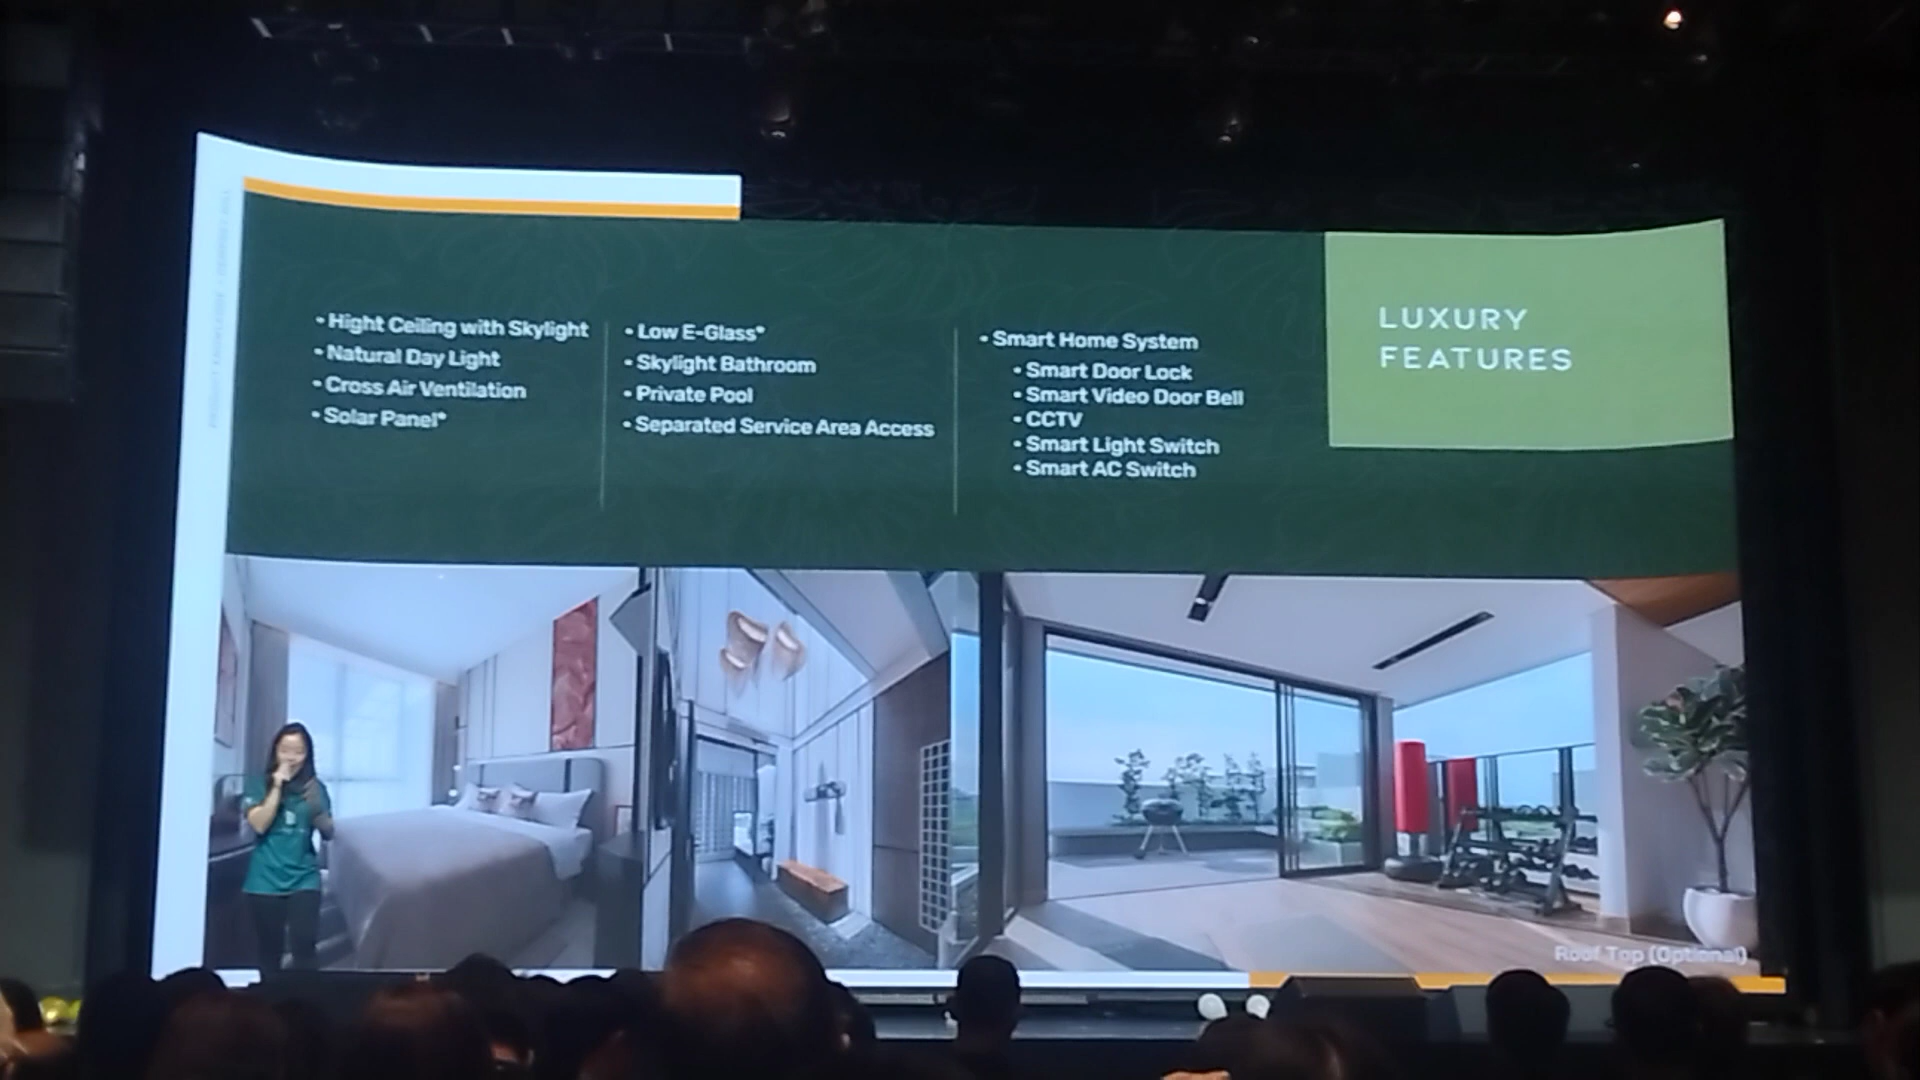 LUXURY
FEATURES
• Hight Ceiling with Skylight
• Natural Day Light
• Cross Air Ventilation
• Solar Panel*
• Low E-Glass*
• Skylight Bathroom
• Private Pool
• Separated Service Area Access
• Smart Home System
• Smart Door Lock
• Smart Video Door Bell
• CCTV
• Smart Light Switch
• Smart AC Switch
Roof Top (Optional)